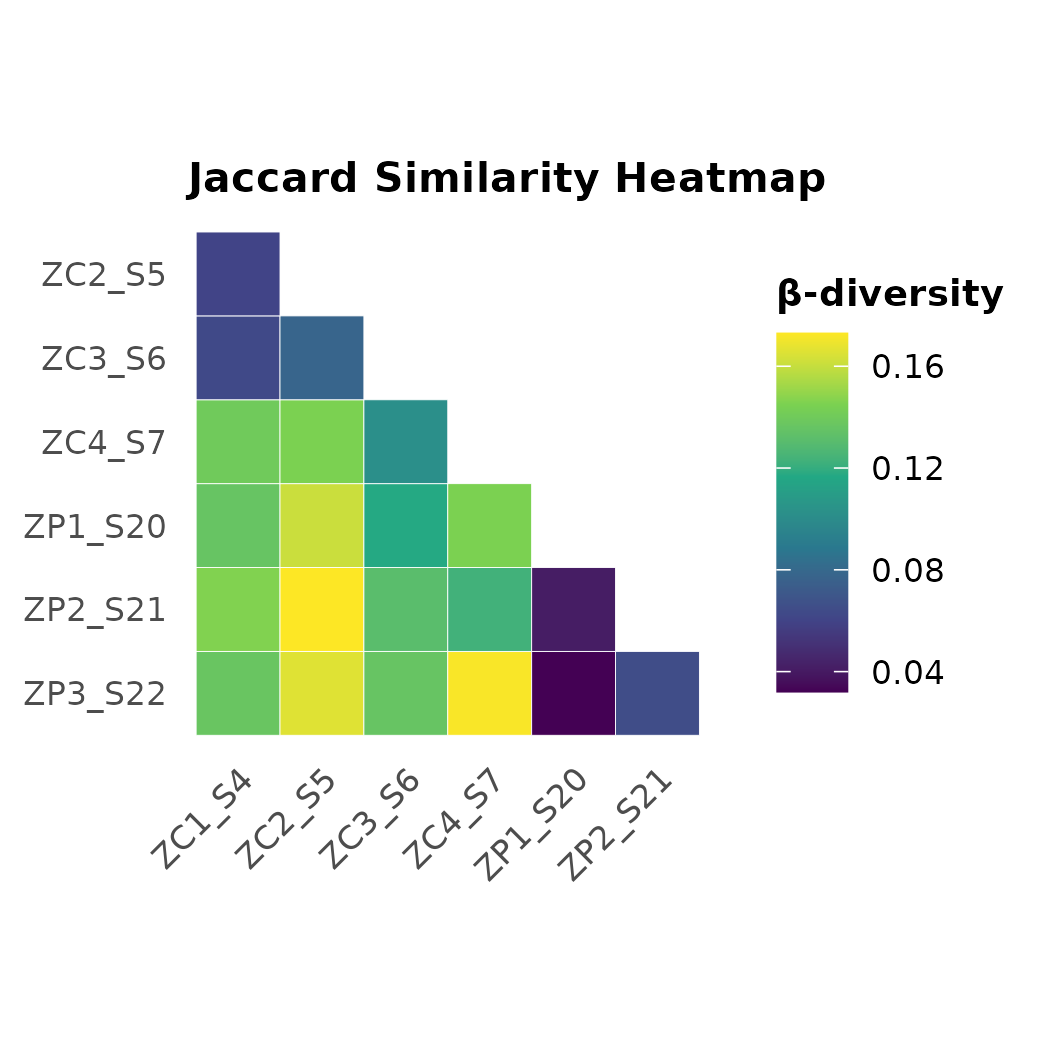 Jaccard Similarity Heatmap
ZC2_S5
ZC3_S6
ZC4_S7
ZP1_S20
ZP2_S21
ZP3_S22
ZC1_S4
ZC2_S5
ZC3_S6
ZC4_S7
ZP1_S20
ZP2_S21
β-diversity
0.16
0.12
0.08
0.04